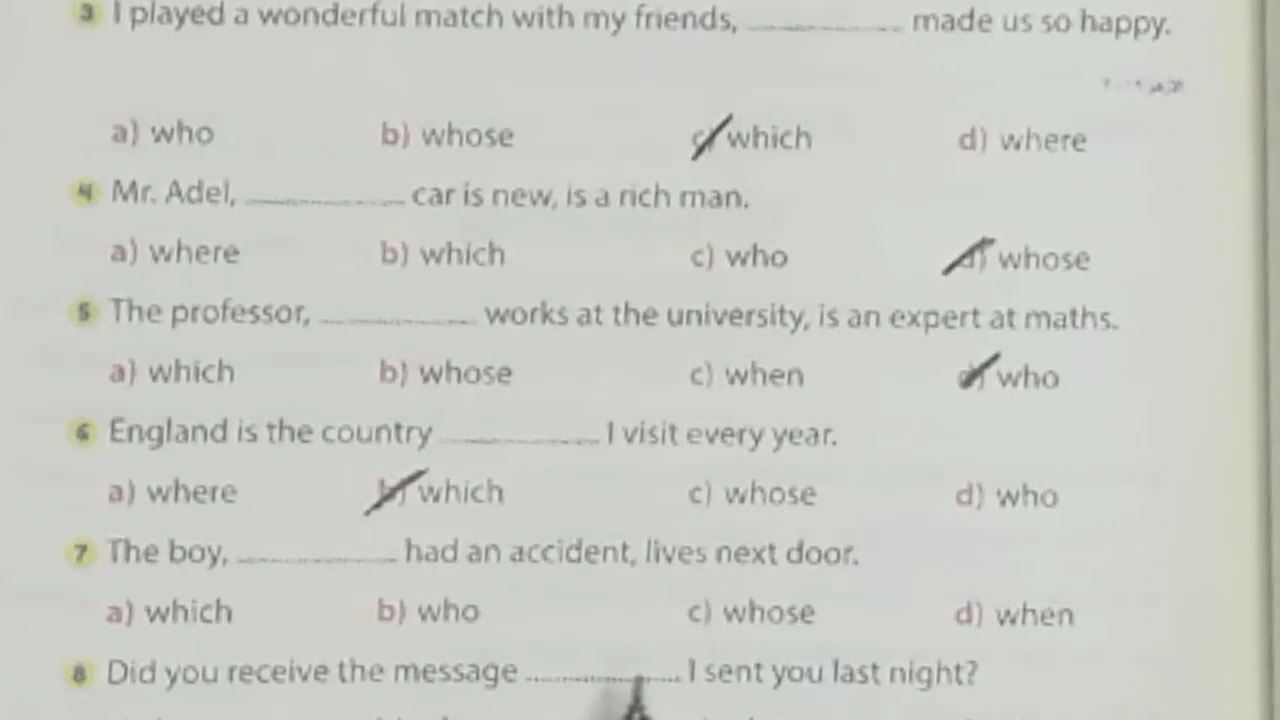 3 I played a wonderful match with my friends, ............ made us so happy.
a) who b) whose c) which d) where
4 Mr. Adel, ............ car is new, is a rich man.
a) where b) which c) who d) whose
5 The professor, ............ works at the university, is an expert at maths.
a) which b) whose c) when d) who
6 England is the country ............ I visit every year.
a) where b) which c) whose d) who
7 The boy, ............ had an accident, lives next door.
a) which b) who c) whose d) when
8 Did you receive the message ............ I sent you last night?